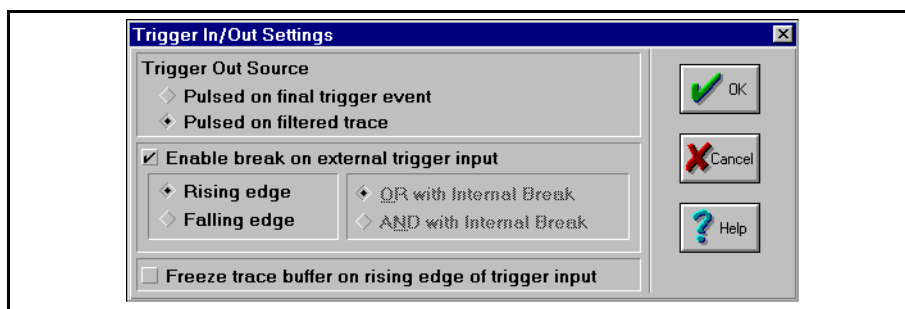 Trigger In/Out Settings
Trigger Out Source
Pulsed on final trigger event
Pulsed on filtered trace
Enable break on external trigger input
Rising edge
Falling edge
OR with Internal Break
AND with Internal Break
Freeze trace buffer on rising edge of trigger input
OK
Cancel
Help